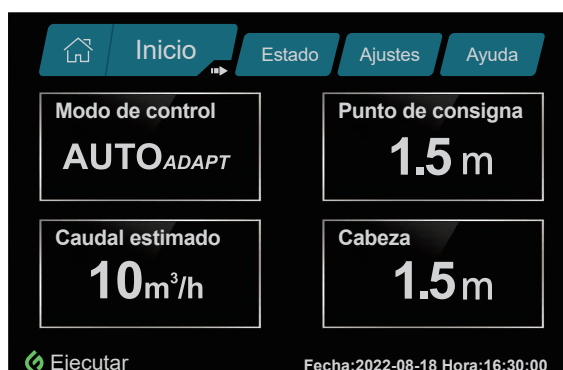 Inicio
Estado
Ajustes
Ayuda
Modo de control
AUTOADAPT
Punto de consigna
1.5 m
Caudal estimado
10m³/h
Cabeza
1.5m
Ejecutar
Fecha:2022-08-18 Hora:16:30:00